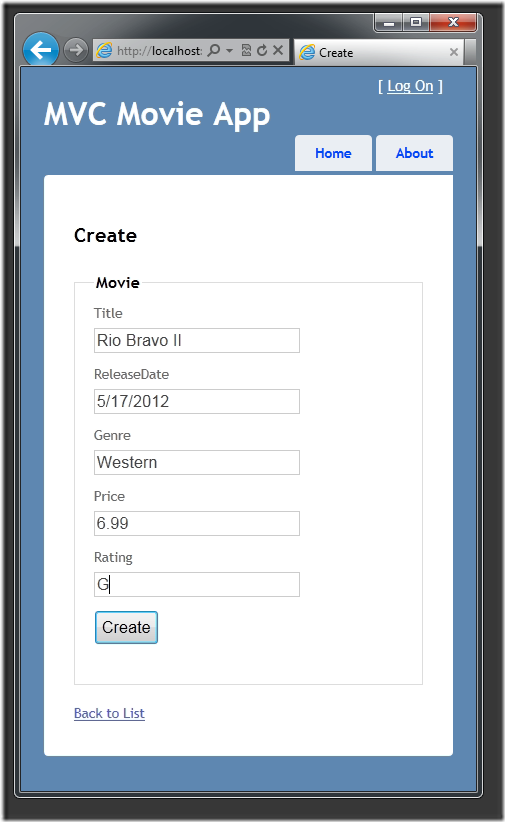 http://localhost:
Create
[ Log On ]
MVC Movie App
Home
About
Create
Movie
Title
Rio Bravo II
ReleaseDate
5/17/2012
Genre
Western
Price
6.99
Rating
G
Create
Back to List